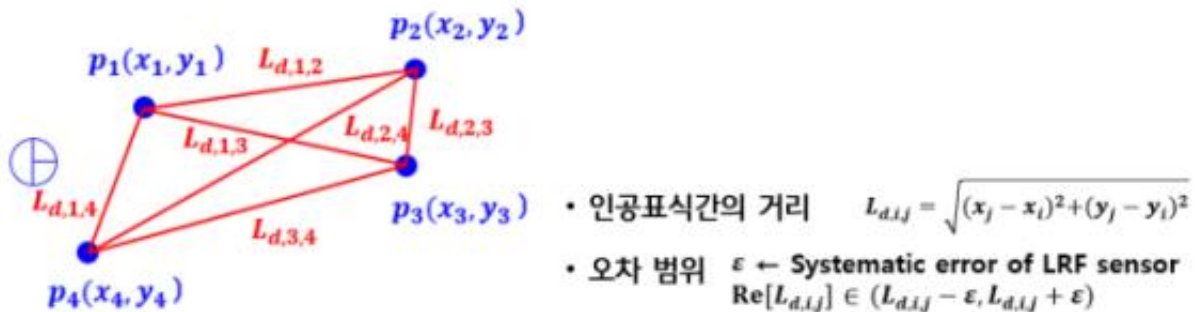 p₂(x₂, y₂)
p₁(x₁, y₁)
L_d,1,2
L_d,1,3
L_d,2,4
L_d,2,3
L_d,1,4
L_d,3,4
p₃(x₃, y₃)
p₄(x₄, y₄)
• 인공표식간의 거리 L_d,i,j = √(x_j − x_i)²+(y_j − y_i)²
• 오차 범위 ε ← Systematic error of LRF sensor
Re[L_d,i,j] ∈ (L_d,i,j − ε, L_d,i,j + ε)